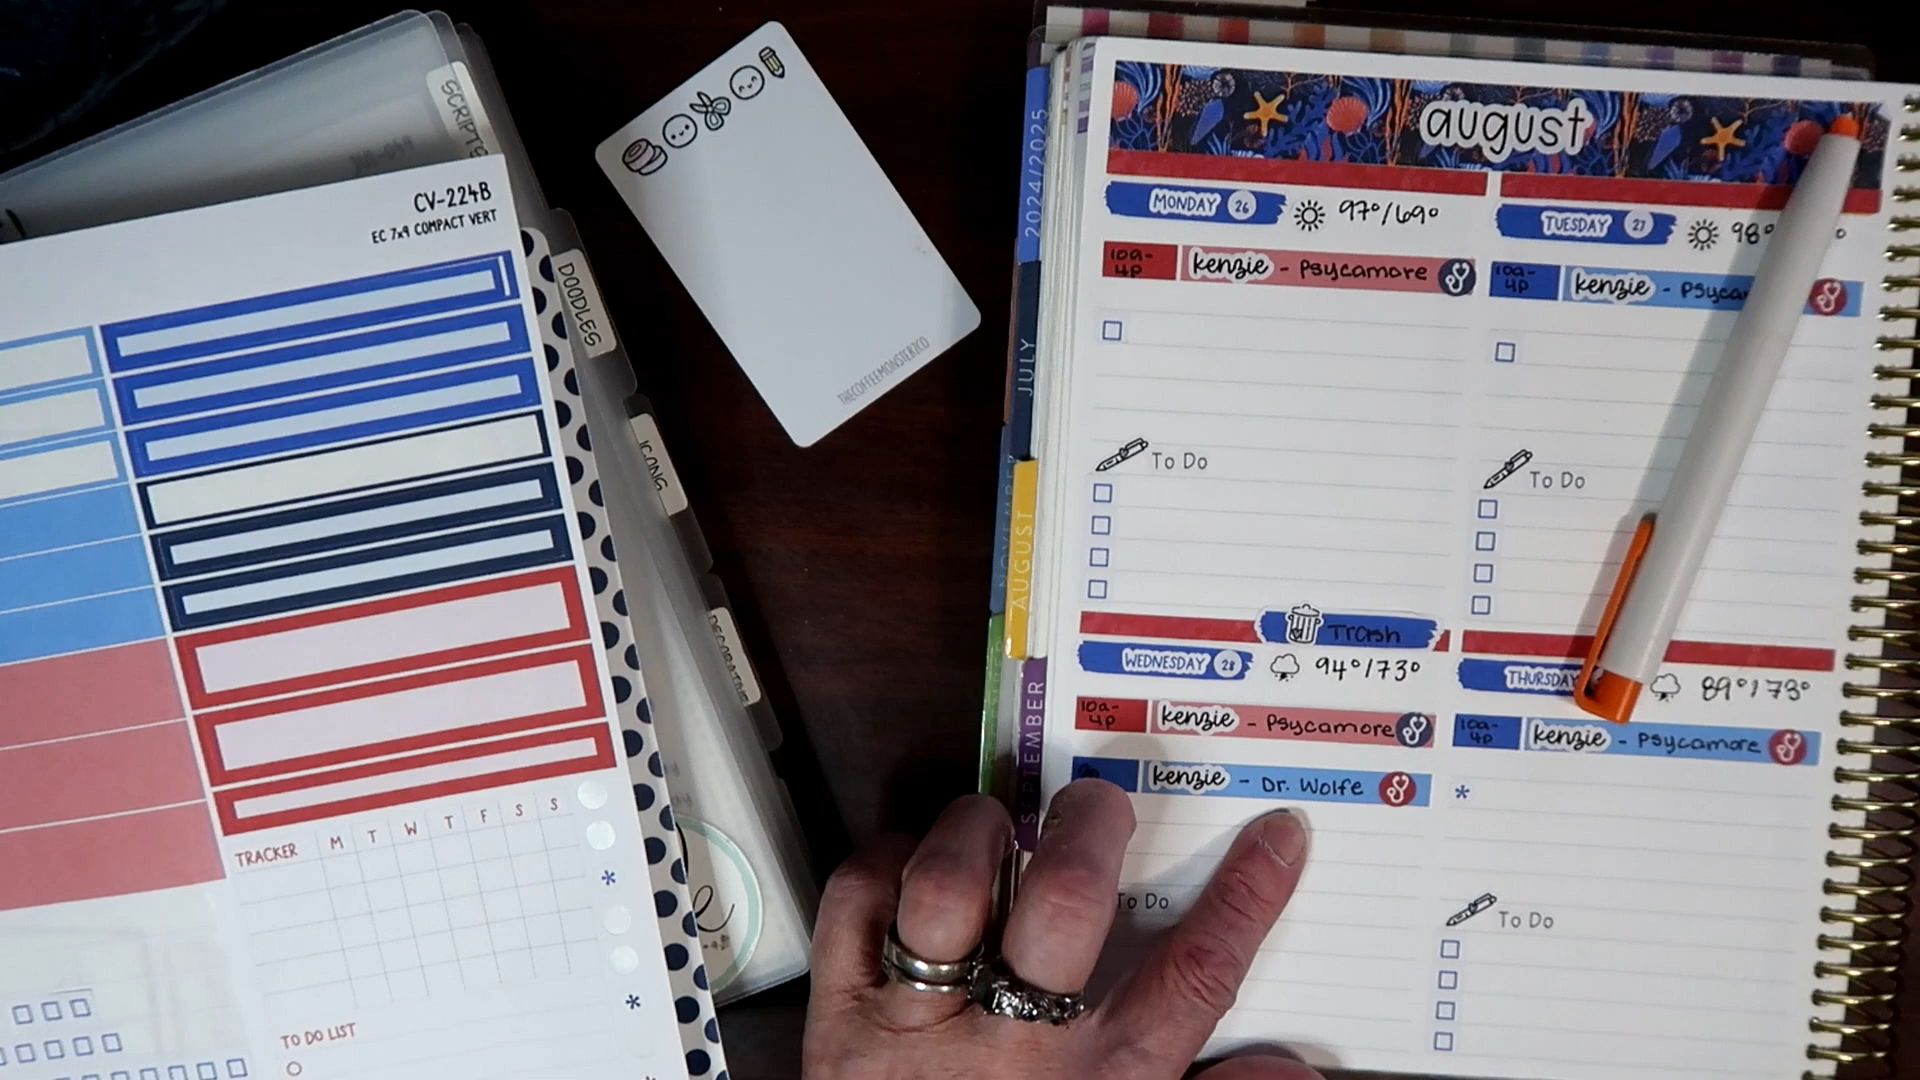 SCRIPTS
CV-224B
EC 7x9 COMPACT VERT
DOODLES
ICONS
TRACKER M T W T F S S
TO DO LIST
THECOFFEEMONSTERZCO
2024/2025
JULY
AUGUST
SEPTEMBER
NOVEMBER
august
MONDAY 26 97°/69°
10a-
4p
kenzie - Psycamore
To Do
TUESDAY 27 98°
10a-
4p
kenzie -
To Do
Trash
WEDNESDAY 28 94°/73°
10a-
4p
kenzie - Psycamore
kenzie - Dr. Wolfe
To Do
THURSDAY 89°/73°
10a-
4p
kenzie - Psycamore
*
To Do